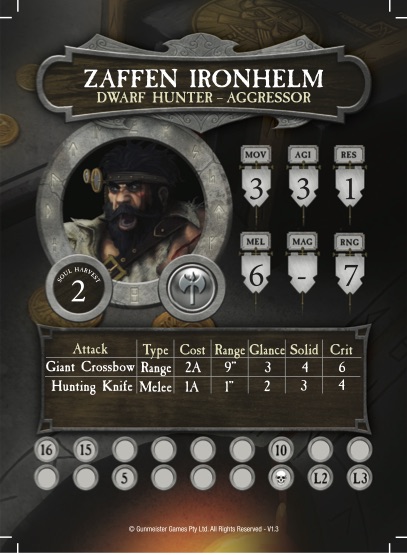 ZAFFEN IRONHELM
DWARF HUNTER - AGGRESSOR
MOV AGI RES
3 3 1
MEL MAG RNG
6 - 7
SOUL HARVEST
2
Attack Type Cost Range Glance Solid Crit
Giant Crossbow Range 2A 9" 3 4 6
Hunting Knife Melee 1A 1" 2 3 4
16 15 10
5 L2 L3
© Gunmeister Games Pty Ltd. All Rights Reserved - V1.3